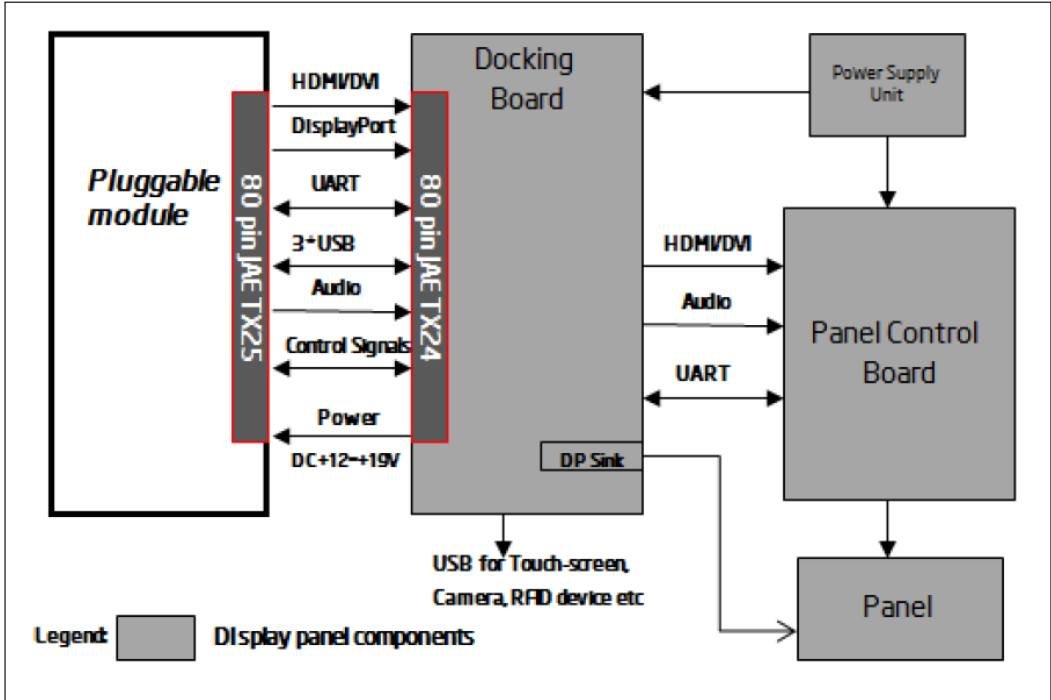 Pluggable
module
80 pin JAE TX25
HDMI/DVI
DisplayPort
UART
3*USB
Audio
Control Signals
Power
DC+12~+19V
80 pin JAE TX24
Docking
Board
DP Sink
USB for Touch-screen,
Camera, RFID device etc
Power Supply
Unit
HDMI/DVI
Audio
UART
Panel Control
Board
Panel
Legend:
Display panel components